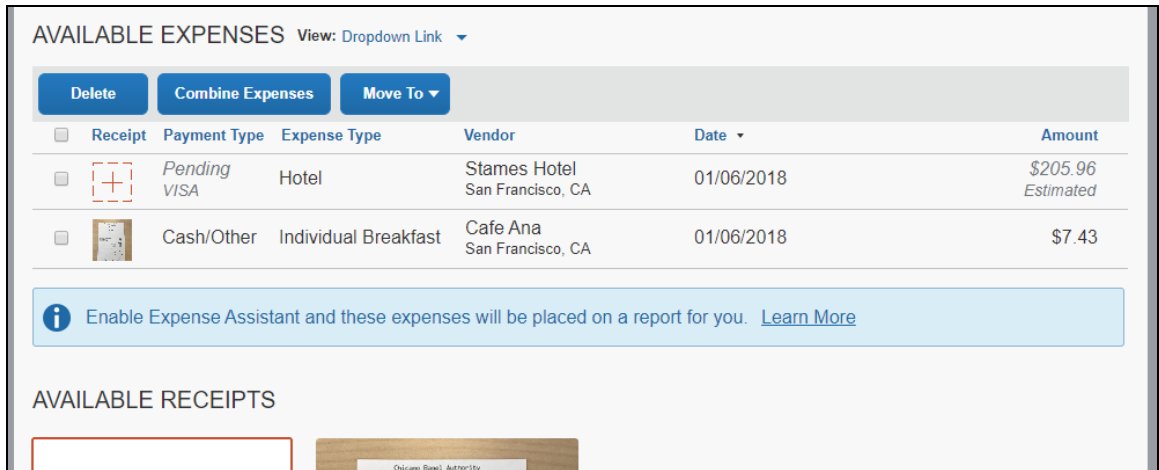 AVAILABLE EXPENSES View: Dropdown Link
Delete Combine Expenses Move To
Receipt Payment Type Expense Type Vendor Date Amount
Pending Hotel Stames Hotel 01/06/2018 $205.96
VISA San Francisco, CA Estimated
Cash/Other Individual Breakfast Cafe Ana 01/06/2018 $7.43
San Francisco, CA
Enable Expense Assistant and these expenses will be placed on a report for you. Learn More
AVAILABLE RECEIPTS
Chicago Bagel Authority